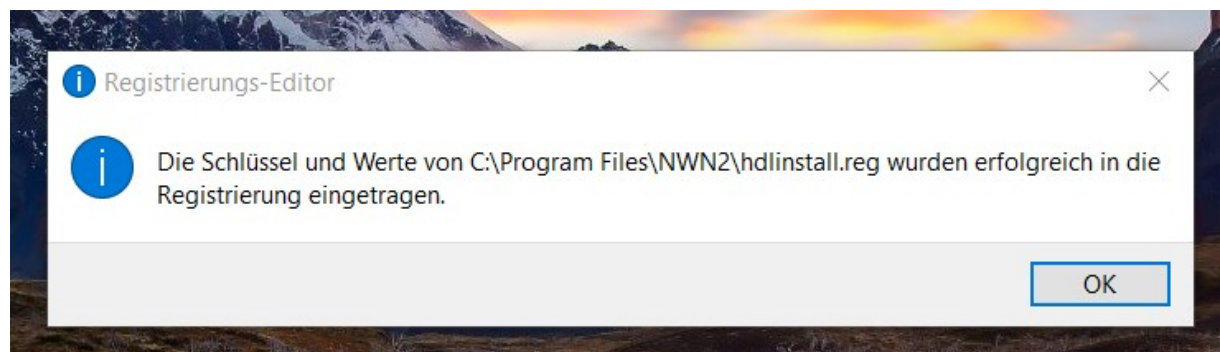 Registrierungs-Editor
Die Schlüssel und Werte von C:\Program Files\NWN2\hdlinstall.reg wurden erfolgreich in die
Registrierung eingetragen.
OK